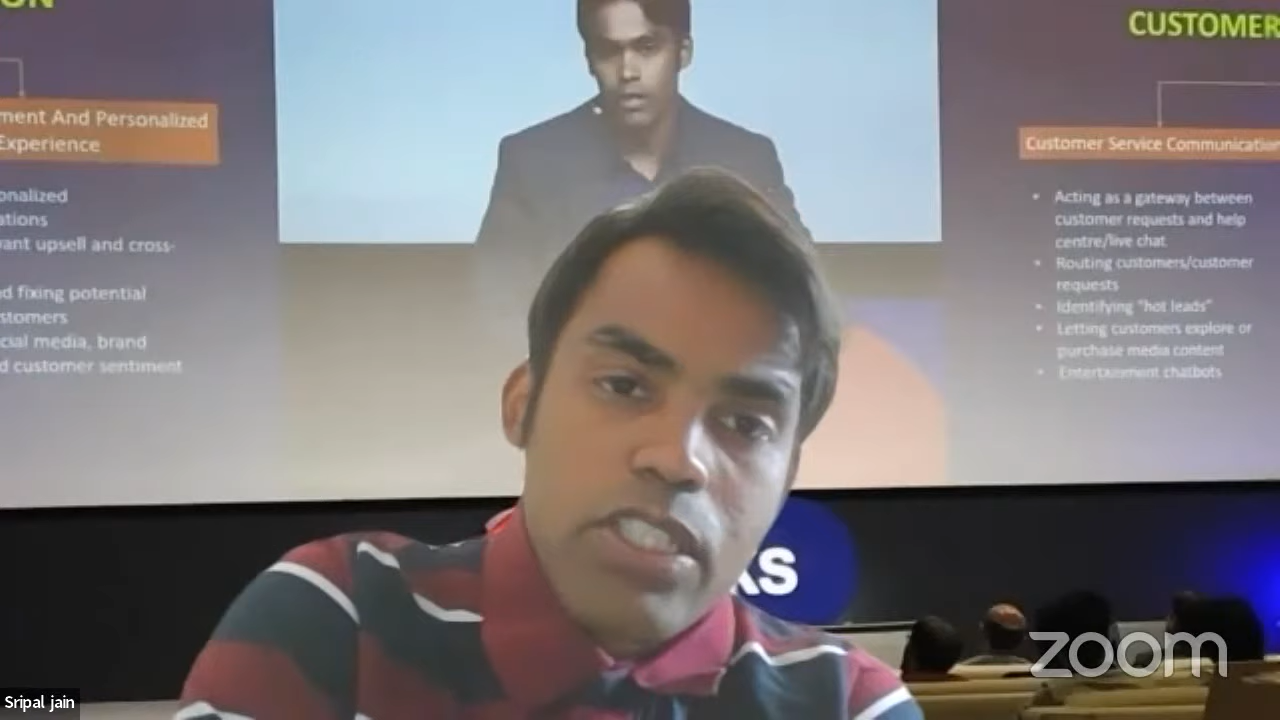 ON
ment And Personalized
Experience
onalized
ations
vant upsell and cross-
d fixing potential
stomers
cial media, brand
d customer sentiment
CUSTOMER
Customer Service Communication
• Acting as a gateway between
customer requests and help
centre/live chat
• Routing customers/customer
requests
• Identifying "hot leads"
• Letting customers explore or
purchase media content
• Entertainment chatbots
KS
zoom
Sripal jain